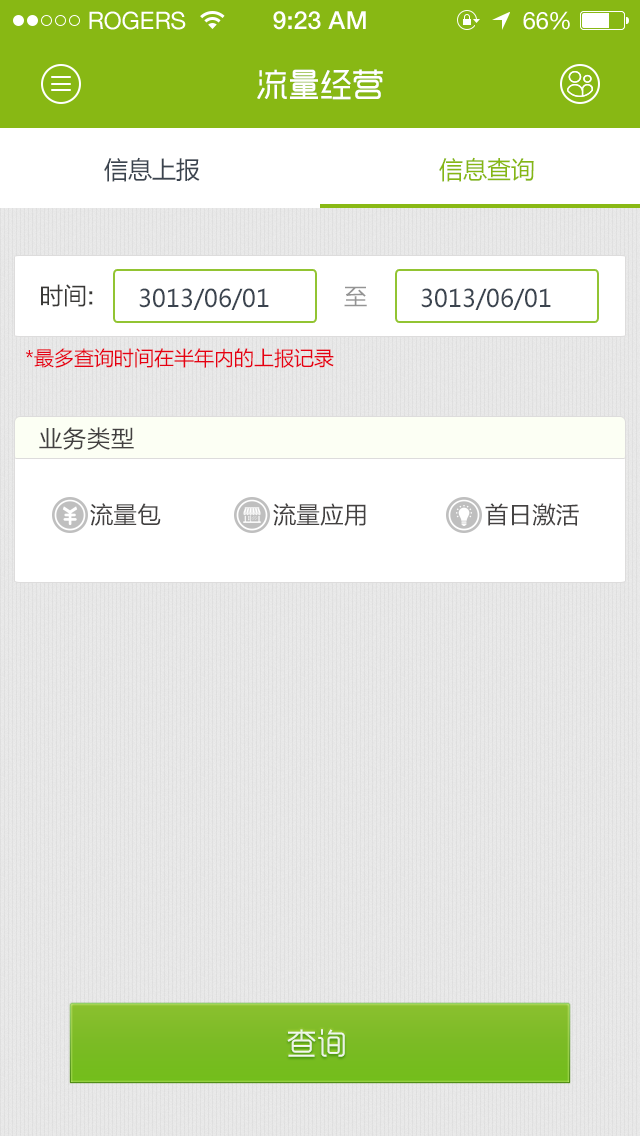 ROGERS 9:23 AM 66%
流量经营
信息上报 信息查询
时间: 3013/06/01 至 3013/06/01
*最多查询时间在半年内的上报记录
业务类型
流量包 流量应用 首日激活
查询